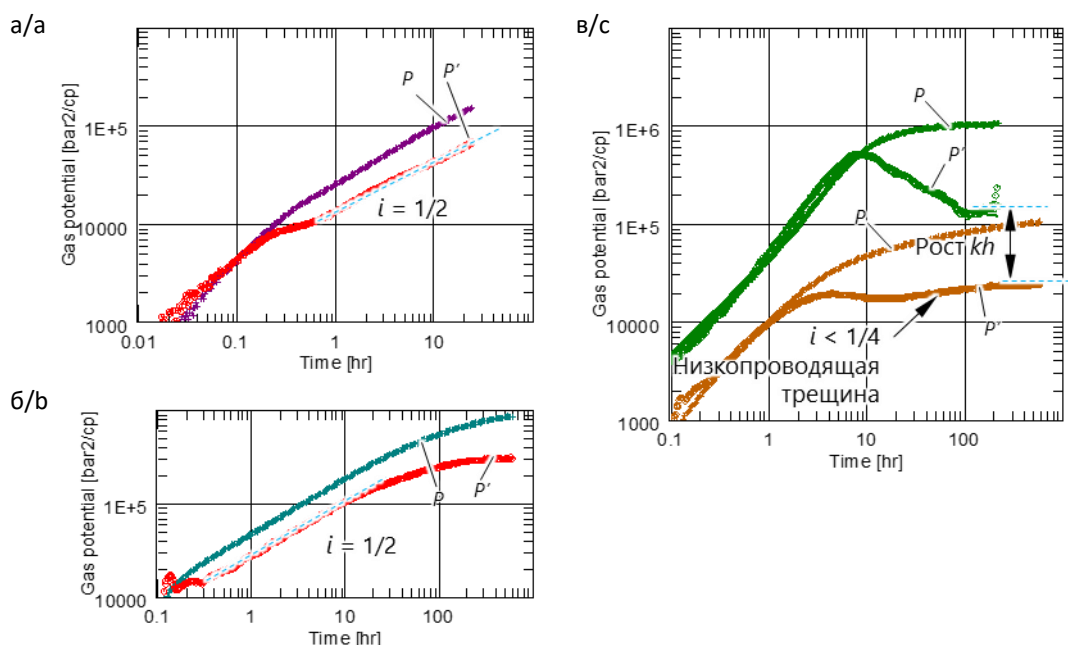 а/а
Gas potential [bar2/cp]
1E+5
10000
1000
0.01
0.1
1
10
Time [hr]
P
P'
i = 1/2
б/b
Gas potential [bar2/cp]
1E+5
10000
0.1
1
10
100
Time [hr]
P
P'
i = 1/2
в/с
Gas potential [bar2/cp]
1E+6
1E+5
10000
1000
0.1
1
10
100
Time [hr]
P
P'
P
Рост kh
i < 1/4
P'
Низкопроводящая
трещина